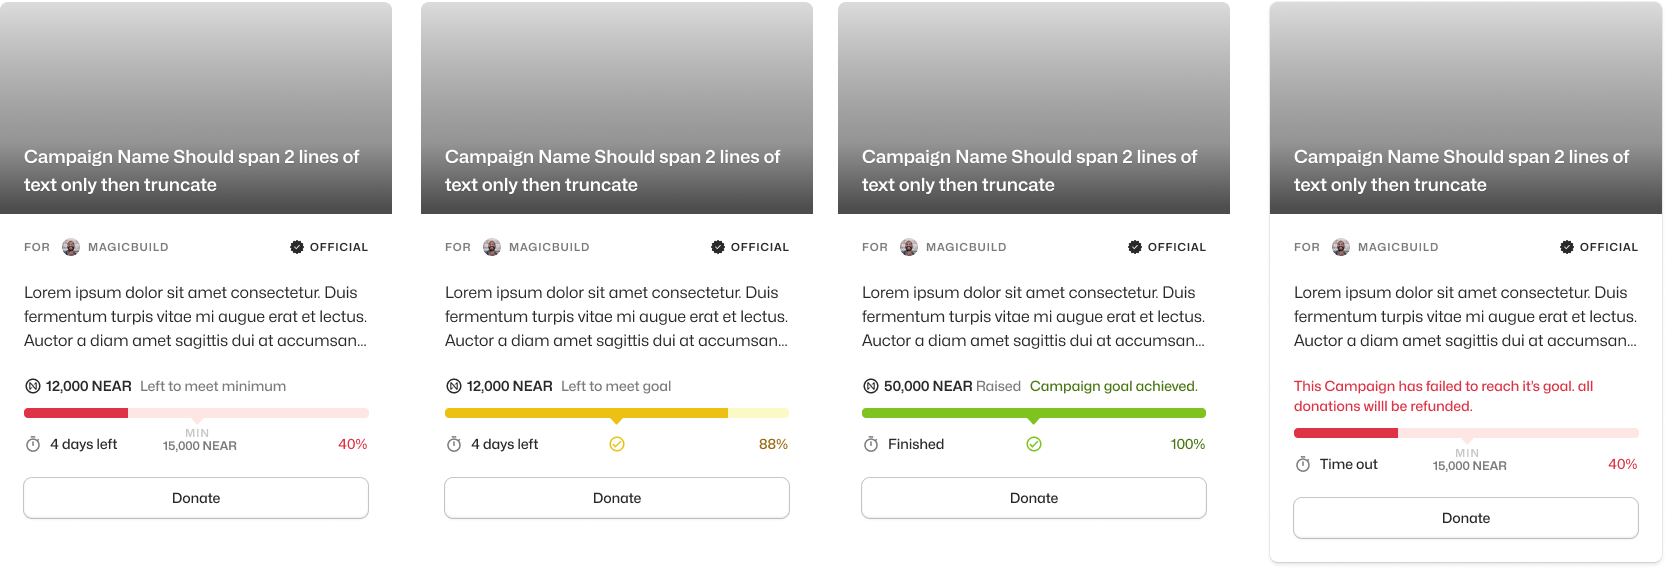 Campaign Name Should span 2 lines of
text only then truncate
FOR MAGICBUILD OFFICIAL
Lorem ipsum dolor sit amet consectetur. Duis
fermentum turpis vitae mi augue erat et lectus.
Auctor a diam amet sagittis dui at accumsan...
12,000 NEAR Left to meet minimum
4 days left
MIN
15,000 NEAR
40%
Donate
Campaign Name Should span 2 lines of
text only then truncate
FOR MAGICBUILD OFFICIAL
Lorem ipsum dolor sit amet consectetur. Duis
fermentum turpis vitae mi augue erat et lectus.
Auctor a diam amet sagittis dui at accumsan...
12,000 NEAR Left to meet goal
4 days left
88%
Donate
Campaign Name Should span 2 lines of
text only then truncate
FOR MAGICBUILD OFFICIAL
Lorem ipsum dolor sit amet consectetur. Duis
fermentum turpis vitae mi augue erat et lectus.
Auctor a diam amet sagittis dui at accumsan...
50,000 NEAR Raised Campaign goal achieved.
Finished
100%
Donate
Campaign Name Should span 2 lines of
text only then truncate
FOR MAGICBUILD OFFICIAL
Lorem ipsum dolor sit amet consectetur. Duis
fermentum turpis vitae mi augue erat et lectus.
Auctor a diam amet sagittis dui at accumsan...
This Campaign has failed to reach it's goal. all
donations willl be refunded.
Time out
MIN
15,000 NEAR
40%
Donate